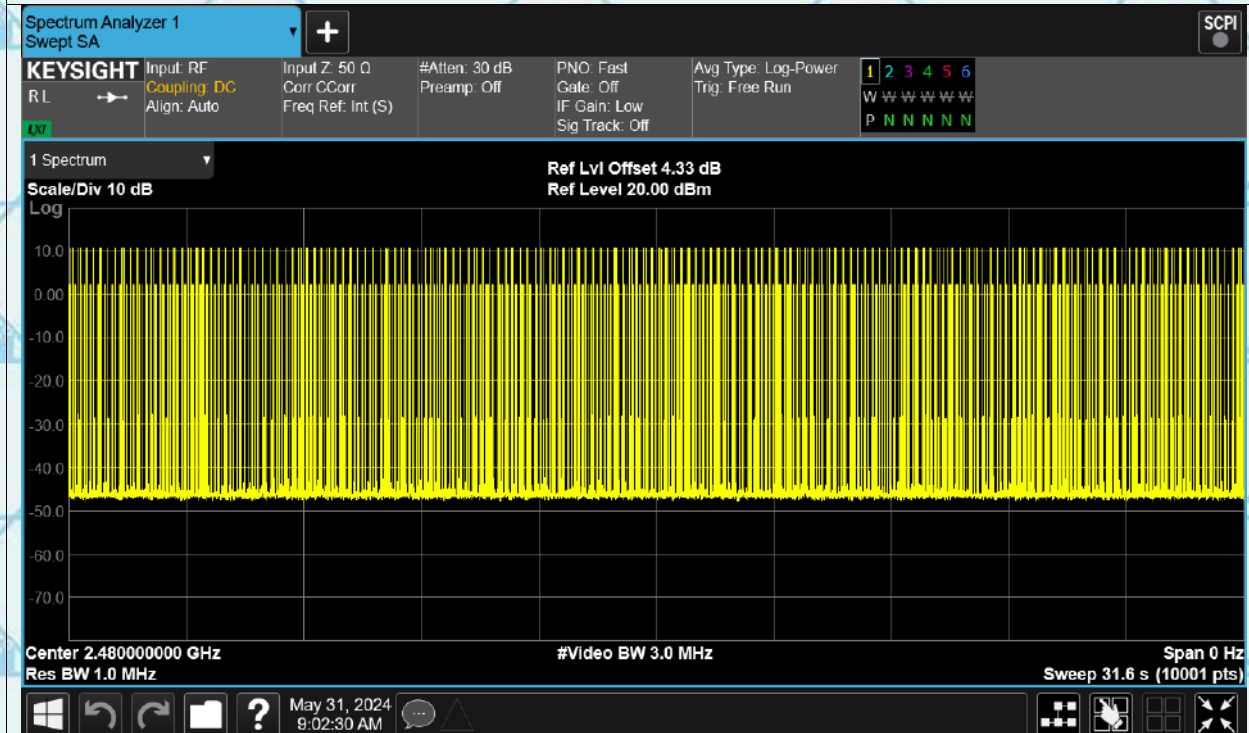 Spectrum Analyzer 1
Swept SA
+
SCPI
KEYSIGHT
RL
LXI
Input: RF
Coupling: DC
Align: Auto
Input Z: 50 Ω
Corr CCorr
Freq Ref: Int (S)
#Atten: 30 dB
Preamp: Off
PNO: Fast
Gate: Off
IF Gain: Low
Sig Track: Off
Avg Type: Log-Power
Trig: Free Run
1 2 3 4 5 6
W W W W W W
P N N N N N
1 Spectrum
Scale/Div 10 dB
Ref Lvl Offset 4.33 dB
Ref Level 20.00 dBm
Log
10.0
0.00
-10.0
-20.0
-30.0
-40.0
-50.0
-60.0
-70.0
Center 2.480000000 GHz
#Video BW 3.0 MHz
Span 0 Hz
Res BW 1.0 MHz
Sweep 31.6 s (10001 pts)
?
May 31, 2024
9:02:30 AM